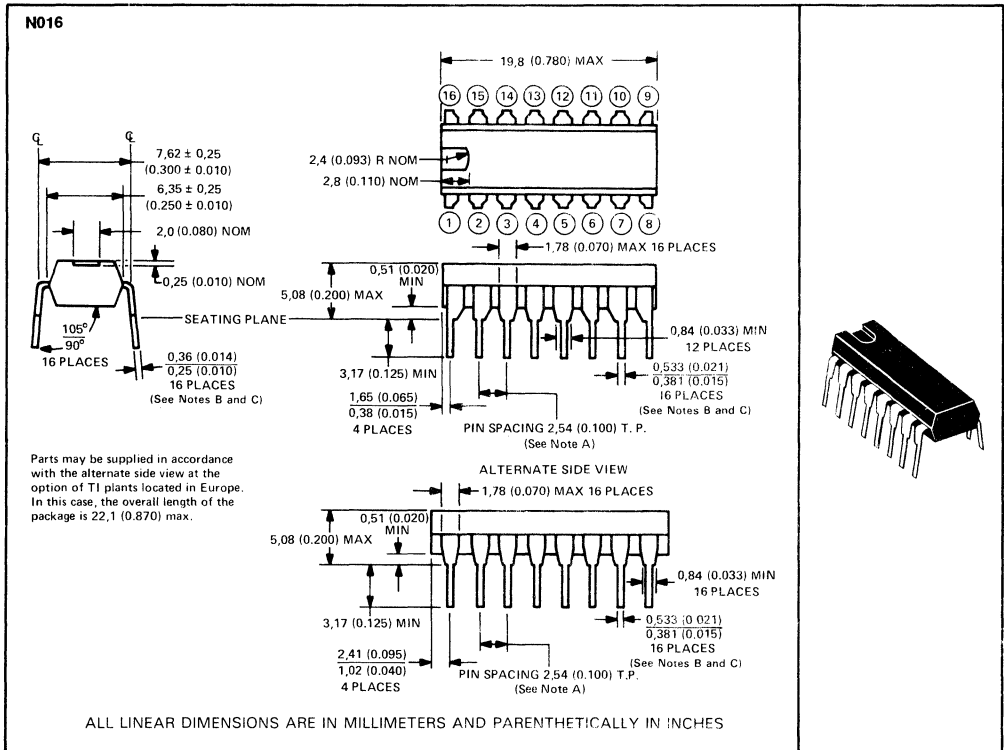 N016
19,8 (0.780) MAX
16 15 14 13 12 11 10 9
℄ ℄
7,62 ± 0,25
(0.300 ± 0.010)
6,35 ± 0,25
(0.250 ± 0.010)
2,0 (0.080) NOM
0,25 (0.010) NOM
2,4 (0.093) R NOM
2,8 (0.110) NOM
1 2 3 4 5 6 7 8
1,78 (0.070) MAX 16 PLACES
0,51 (0.020)
MIN
5,08 (0.200) MAX
SEATING PLANE
105°
90°
16 PLACES
0,36 (0.014)
0,25 (0.010)
16 PLACES
(See Notes B and C)
3,17 (0.125) MIN
0,84 (0.033) MIN
12 PLACES
0,533 (0.021)
0,381 (0.015)
16 PLACES
(See Notes B and C)
1,65 (0.065)
0,38 (0.015)
4 PLACES
PIN SPACING 2,54 (0.100) T.P.
(See Note A)
Parts may be supplied in accordance
with the alternate side view at the
option of TI plants located in Europe.
In this case, the overall length of the
package is 22,1 (0.870) max.
ALTERNATE SIDE VIEW
1,78 (0.070) MAX 16 PLACES
0,51 (0.020)
MIN
5,08 (0.200) MAX
0,84 (0.033) MIN
16 PLACES
3,17 (0.125) MIN
0,533 (0 021)
0,381 (0.015)
16 PLACES
(See Notes B and C)
2,41 (0.095)
1,02 (0.040)
4 PLACES
PIN SPACING 2,54 (0.100) T.P.
(See Note A)
ALL LINEAR DIMENSIONS ARE IN MILLIMETERS AND PARENTHETICALLY IN INCHES